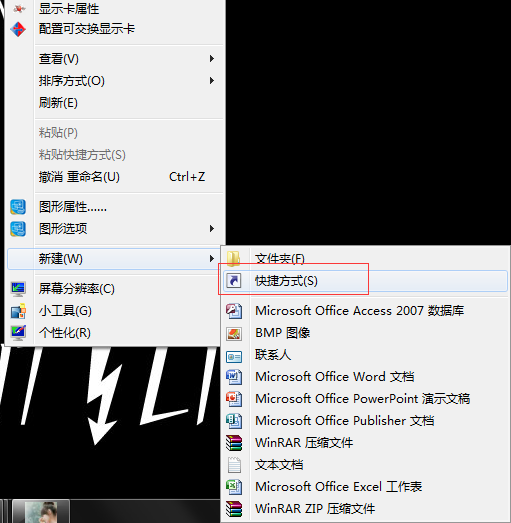 显示卡属性
配置可交换显示卡
查看(V)
排序方式(O)
刷新(E)
粘贴(P)
粘贴快捷方式(S)
撤消 重命名(U) Ctrl+Z
图形属性......
图形选项
新建(W)
屏幕分辨率(C)
小工具(G)
个性化(R)
文件夹(F)
快捷方式(S)
Microsoft Office Access 2007 数据库
BMP 图像
联系人
Microsoft Office Word 文档
Microsoft Office PowerPoint 演示文稿
Microsoft Office Publisher 文档
WinRAR 压缩文件
文本文档
Microsoft Office Excel 工作表
WinRAR ZIP 压缩文件